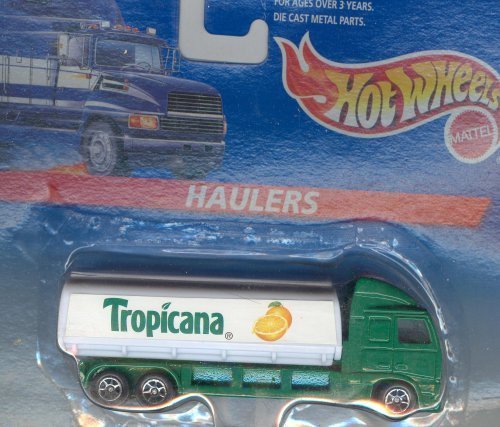 FOR AGES OVER 3 YEARS.
DIE CAST METAL PARTS.
HOT WHEELS
MATTEL
HAULERS
Tropicana®